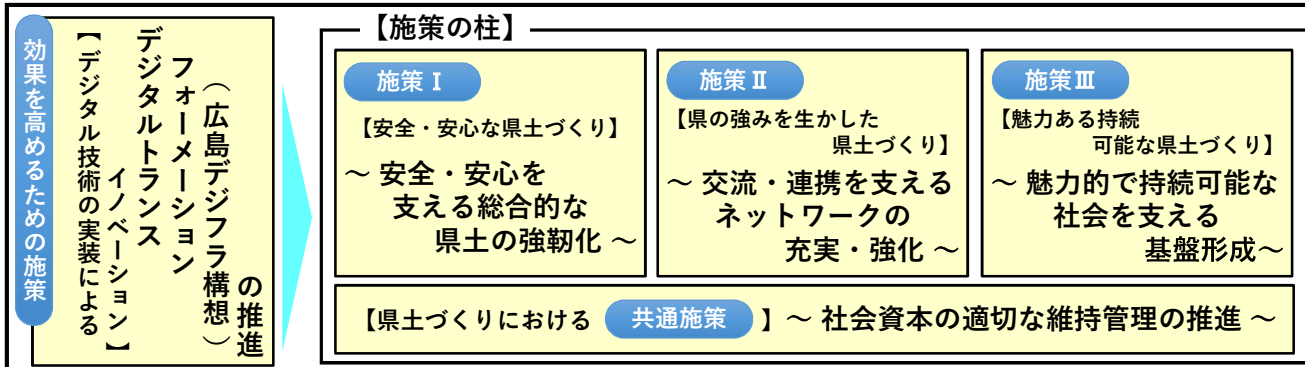 効果を高めるための施策
【デジタル技術の実装による
イノベーション】
デジタルトランス
フォーメーション
(広島デジフラ構想)
の推進
【施策の柱】
施策Ⅰ
【安全・安心な県土づくり】
～ 安全・安心を
支える総合的な
県土の強靭化 ～
施策Ⅱ
【県の強みを生かした
県土づくり】
～ 交流・連携を支える
ネットワークの
充実・強化 ～
施策Ⅲ
【魅力ある持続
可能な県土づくり】
～ 魅力的で持続可能な
社会を支える
基盤形成～
【県土づくりにおける 共通施策 】～ 社会資本の適切な維持管理の推進 ～